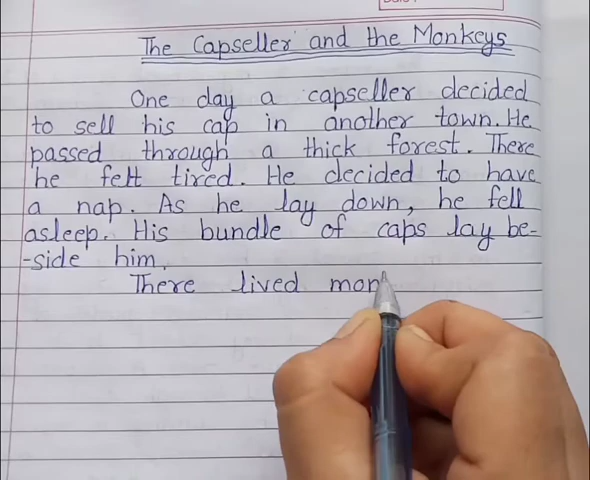 The Capseller and the Monkeys
One day a capseller decided
to sell his cap in another town. He
passed through a thick forest. There
he felt tired. He decided to have
a nap. As he lay down, he fell
asleep. His bundle of caps lay be-
-side him.
There lived mon